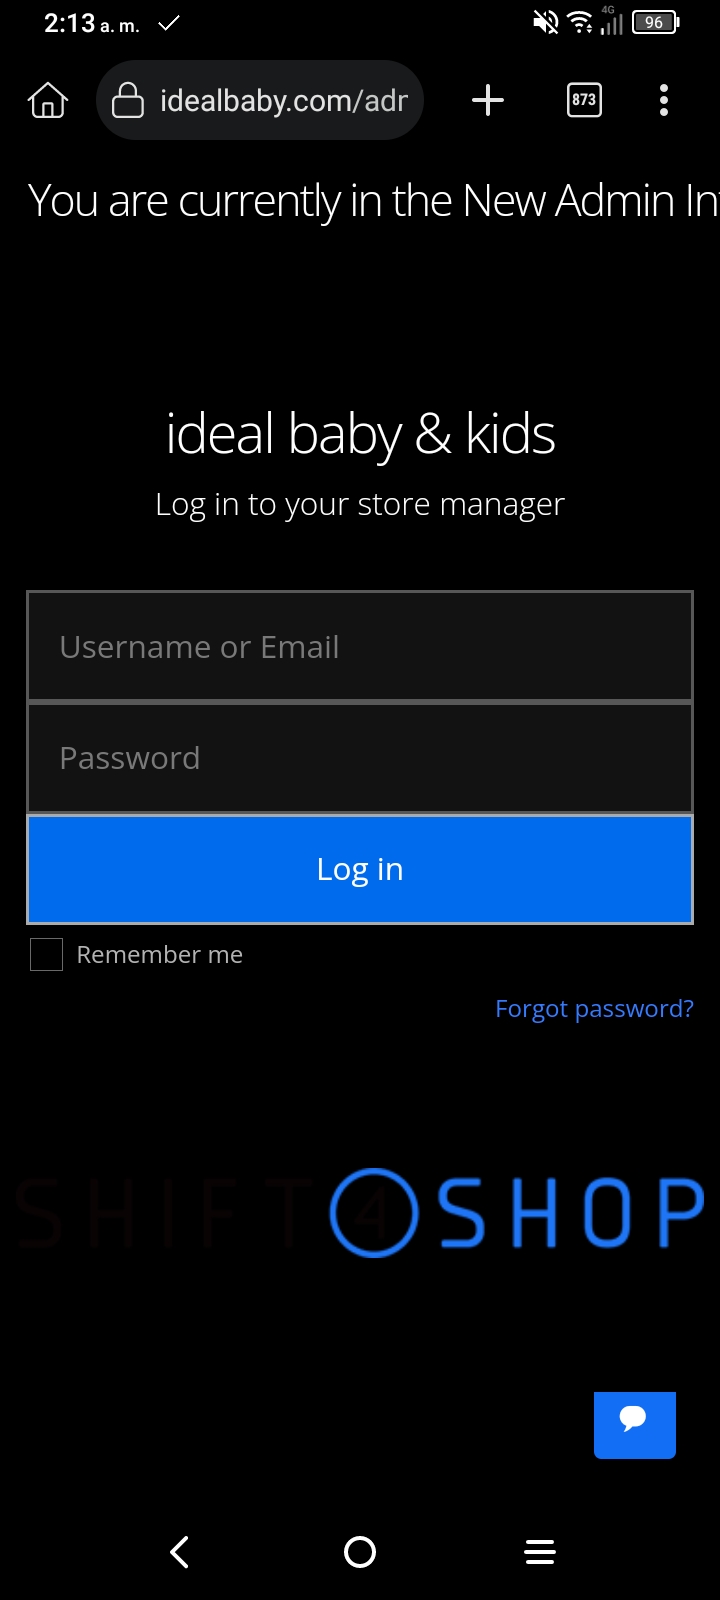 2:13 a. m.
4G
96
idealbaby.com/adr
873
You are currently in the New Admin In
ideal baby & kids
Log in to your store manager
Username or Email
Password
Log in
Remember me
Forgot password?
SHIFT4SHOP